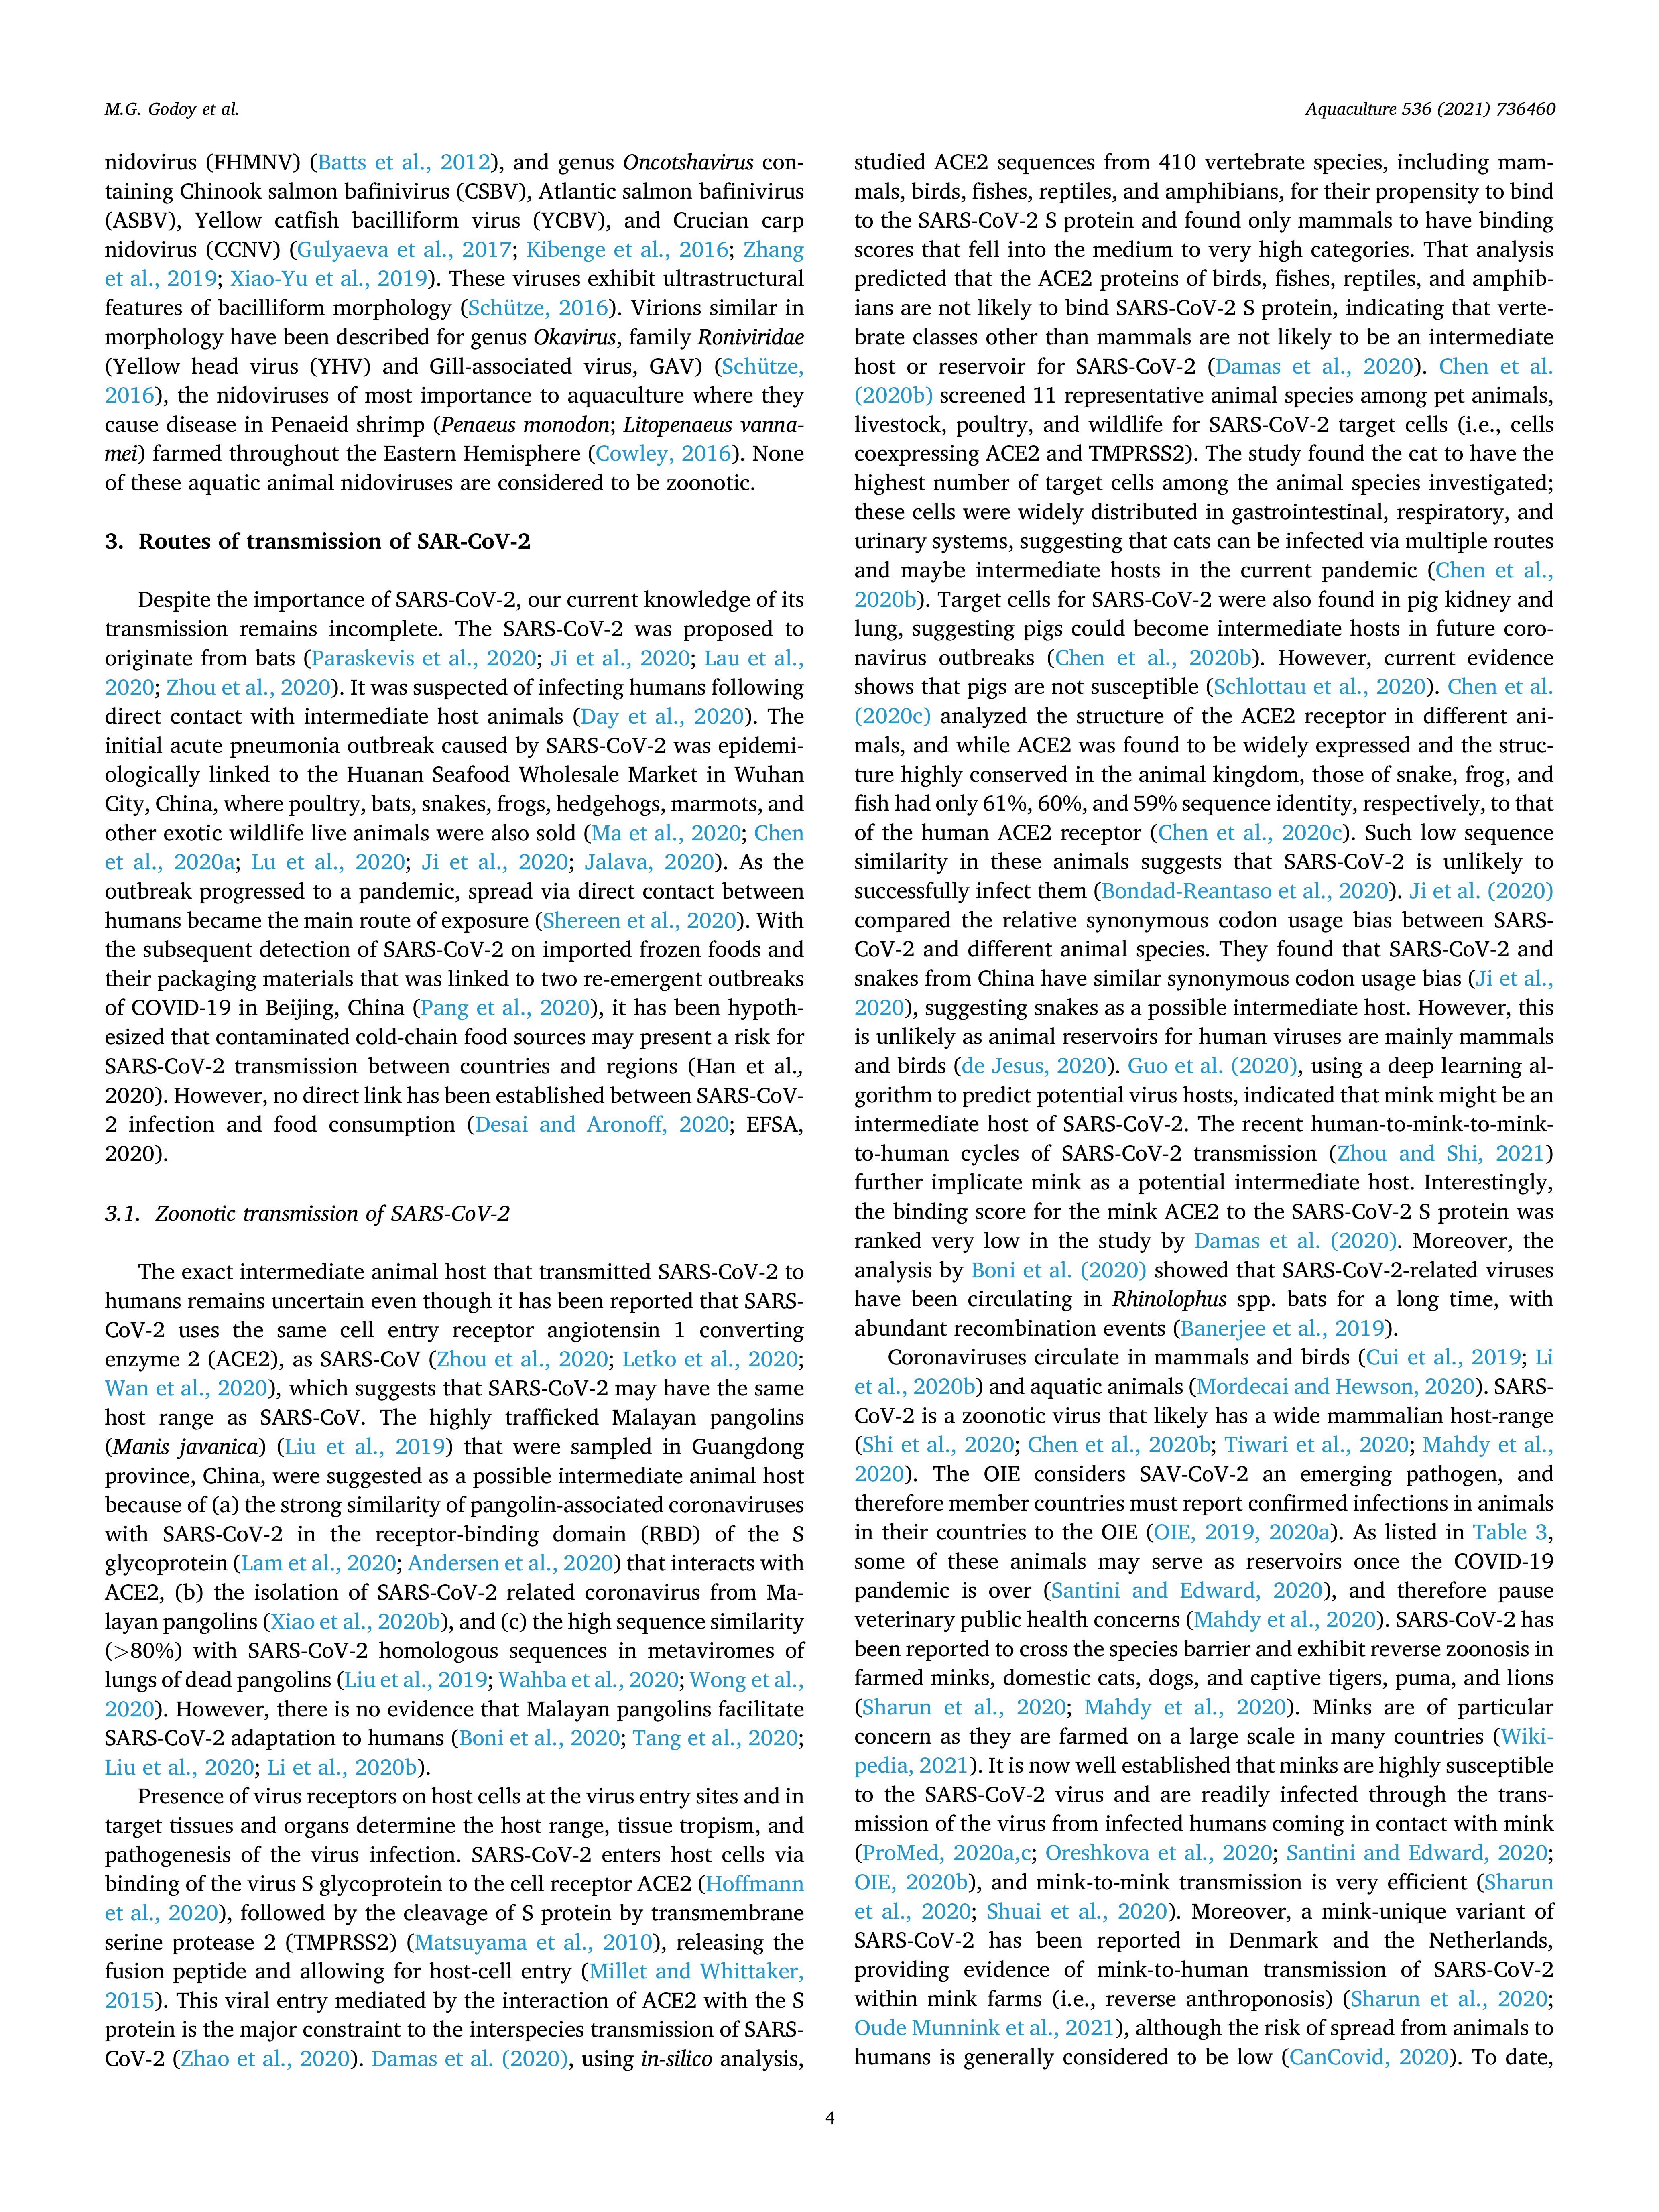 M.G. Godoy et al.
Aquaculture 536 (2021) 736460
nidovirus (FHMNV) (Batts et al., 2012), and genus Oncotshavirus con-
taining Chinook salmon bafinivirus (CSBV), Atlantic salmon bafinivirus
(ASBV), Yellow catfish bacilliform virus (YCBV), and Crucian carp
nidovirus (CCNV) (Gulyaeva et al., 2017; Kibenge et al., 2016; Zhang
et al., 2019; Xiao-Yu et al., 2019). These viruses exhibit ultrastructural
features of bacilliform morphology (Schütze, 2016). Virions similar in
morphology have been described for genus Okavirus, family Roniviridae
(Yellow head virus (YHV) and Gill-associated virus, GAV) (Schütze,
2016), the nidoviruses of most importance to aquaculture where they
cause disease in Penaeid shrimp (Penaeus monodon; Litopenaeus vanna-
mei) farmed throughout the Eastern Hemisphere (Cowley, 2016). None
of these aquatic animal nidoviruses are considered to be zoonotic.
3. Routes of transmission of SAR-CoV-2
Despite the importance of SARS-CoV-2, our current knowledge of its
transmission remains incomplete. The SARS-CoV-2 was proposed to
originate from bats (Paraskevis et al., 2020; Ji et al., 2020; Lau et al.,
2020; Zhou et al., 2020). It was suspected of infecting humans following
direct contact with intermediate host animals (Day et al., 2020). The
initial acute pneumonia outbreak caused by SARS-CoV-2 was epidemi-
ologically linked to the Huanan Seafood Wholesale Market in Wuhan
City, China, where poultry, bats, snakes, frogs, hedgehogs, marmots, and
other exotic wildlife live animals were also sold (Ma et al., 2020; Chen
et al., 2020a; Lu et al., 2020; Ji et al., 2020; Jalava, 2020). As the
outbreak progressed to a pandemic, spread via direct contact between
humans became the main route of exposure (Shereen et al., 2020). With
the subsequent detection of SARS-CoV-2 on imported frozen foods and
their packaging materials that was linked to two re-emergent outbreaks
of COVID-19 in Beijing, China (Pang et al., 2020), it has been hypoth-
esized that contaminated cold-chain food sources may present a risk for
SARS-CoV-2 transmission between countries and regions (Han et al.,
2020). However, no direct link has been established between SARS-CoV-
2 infection and food consumption (Desai and Aronoff, 2020; EFSA,
2020).
3.1. Zoonotic transmission of SARS-CoV-2
The exact intermediate animal host that transmitted SARS-CoV-2 to
humans remains uncertain even though it has been reported that SARS-
CoV-2 uses the same cell entry receptor angiotensin 1 converting
enzyme 2 (ACE2), as SARS-CoV (Zhou et al., 2020; Letko et al., 2020;
Wan et al., 2020), which suggests that SARS-CoV-2 may have the same
host range as SARS-CoV. The highly trafficked Malayan pangolins
(Manis javanica) (Liu et al., 2019) that were sampled in Guangdong
province, China, were suggested as a possible intermediate animal host
because of (a) the strong similarity of pangolin-associated coronaviruses
with SARS-CoV-2 in the receptor-binding domain (RBD) of the S
glycoprotein (Lam et al., 2020; Andersen et al., 2020) that interacts with
ACE2, (b) the isolation of SARS-CoV-2 related coronavirus from Ma-
layan pangolins (Xiao et al., 2020b), and (c) the high sequence similarity
(>80%) with SARS-CoV-2 homologous sequences in metaviromes of
lungs of dead pangolins (Liu et al., 2019; Wahba et al., 2020; Wong et al.,
2020). However, there is no evidence that Malayan pangolins facilitate
SARS-CoV-2 adaptation to humans (Boni et al., 2020; Tang et al., 2020;
Liu et al., 2020; Li et al., 2020b).
Presence of virus receptors on host cells at the virus entry sites and in
target tissues and organs determine the host range, tissue tropism, and
pathogenesis of the virus infection. SARS-CoV-2 enters host cells via
binding of the virus S glycoprotein to the cell receptor ACE2 (Hoffmann
et al., 2020), followed by the cleavage of S protein by transmembrane
serine protease 2 (TMPRSS2) (Matsuyama et al., 2010), releasing the
fusion peptide and allowing for host-cell entry (Millet and Whittaker,
2015). This viral entry mediated by the interaction of ACE2 with the S
protein is the major constraint to the interspecies transmission of SARS-
CoV-2 (Zhao et al., 2020). Damas et al. (2020), using in-silico analysis,
studied ACE2 sequences from 410 vertebrate species, including mam-
mals, birds, fishes, reptiles, and amphibians, for their propensity to bind
to the SARS-CoV-2 S protein and found only mammals to have binding
scores that fell into the medium to very high categories. That analysis
predicted that the ACE2 proteins of birds, fishes, reptiles, and amphib-
ians are not likely to bind SARS-CoV-2 S protein, indicating that verte-
brate classes other than mammals are not likely to be an intermediate
host or reservoir for SARS-CoV-2 (Damas et al., 2020). Chen et al.
(2020b) screened 11 representative animal species among pet animals,
livestock, poultry, and wildlife for SARS-CoV-2 target cells (i.e., cells
coexpressing ACE2 and TMPRSS2). The study found the cat to have the
highest number of target cells among the animal species investigated;
these cells were widely distributed in gastrointestinal, respiratory, and
urinary systems, suggesting that cats can be infected via multiple routes
and maybe intermediate hosts in the current pandemic (Chen et al.,
2020b). Target cells for SARS-CoV-2 were also found in pig kidney and
lung, suggesting pigs could become intermediate hosts in future coro-
navirus outbreaks (Chen et al., 2020b). However, current evidence
shows that pigs are not susceptible (Schlottau et al., 2020). Chen et al.
(2020c) analyzed the structure of the ACE2 receptor in different ani-
mals, and while ACE2 was found to be widely expressed and the struc-
ture highly conserved in the animal kingdom, those of snake, frog, and
fish had only 61%, 60%, and 59% sequence identity, respectively, to that
of the human ACE2 receptor (Chen et al., 2020c). Such low sequence
similarity in these animals suggests that SARS-CoV-2 is unlikely to
successfully infect them (Bondad-Reantaso et al., 2020). Ji et al. (2020)
compared the relative synonymous codon usage bias between SARS-
CoV-2 and different animal species. They found that SARS-CoV-2 and
snakes from China have similar synonymous codon usage bias (Ji et al.,
2020), suggesting snakes as a possible intermediate host. However, this
is unlikely as animal reservoirs for human viruses are mainly mammals
and birds (de Jesus, 2020). Guo et al. (2020), using a deep learning al-
gorithm to predict potential virus hosts, indicated that mink might be an
intermediate host of SARS-CoV-2. The recent human-to-mink-to-mink-
to-human cycles of SARS-CoV-2 transmission (Zhou and Shi, 2021)
further implicate mink as a potential intermediate host. Interestingly,
the binding score for the mink ACE2 to the SARS-CoV-2 S protein was
ranked very low in the study by Damas et al. (2020). Moreover, the
analysis by Boni et al. (2020) showed that SARS-CoV-2-related viruses
have been circulating in Rhinolophus spp. bats for a long time, with
abundant recombination events (Banerjee et al., 2019).
Coronaviruses circulate in mammals and birds (Cui et al., 2019; Li
et al., 2020b) and aquatic animals (Mordecai and Hewson, 2020). SARS-
CoV-2 is a zoonotic virus that likely has a wide mammalian host-range
(Shi et al., 2020; Chen et al., 2020b; Tiwari et al., 2020; Mahdy et al.,
2020). The OIE considers SAV-CoV-2 an emerging pathogen, and
therefore member countries must report confirmed infections in animals
in their countries to the OIE (OIE, 2019, 2020a). As listed in Table 3,
some of these animals may serve as reservoirs once the COVID-19
pandemic is over (Santini and Edward, 2020), and therefore pause
veterinary public health concerns (Mahdy et al., 2020). SARS-CoV-2 has
been reported to cross the species barrier and exhibit reverse zoonosis in
farmed minks, domestic cats, dogs, and captive tigers, puma, and lions
(Sharun et al., 2020; Mahdy et al., 2020). Minks are of particular
concern as they are farmed on a large scale in many countries (Wiki-
pedia, 2021). It is now well established that minks are highly susceptible
to the SARS-CoV-2 virus and are readily infected through the trans-
mission of the virus from infected humans coming in contact with mink
(ProMed, 2020a,c; Oreshkova et al., 2020; Santini and Edward, 2020;
OIE, 2020b), and mink-to-mink transmission is very efficient (Sharun
et al., 2020; Shuai et al., 2020). Moreover, a mink-unique variant of
SARS-CoV-2 has been reported in Denmark and the Netherlands,
providing evidence of mink-to-human transmission of SARS-CoV-2
within mink farms (i.e., reverse anthroponosis) (Sharun et al., 2020;
Oude Munnink et al., 2021), although the risk of spread from animals to
humans is generally considered to be low (CanCovid, 2020). To date,
4